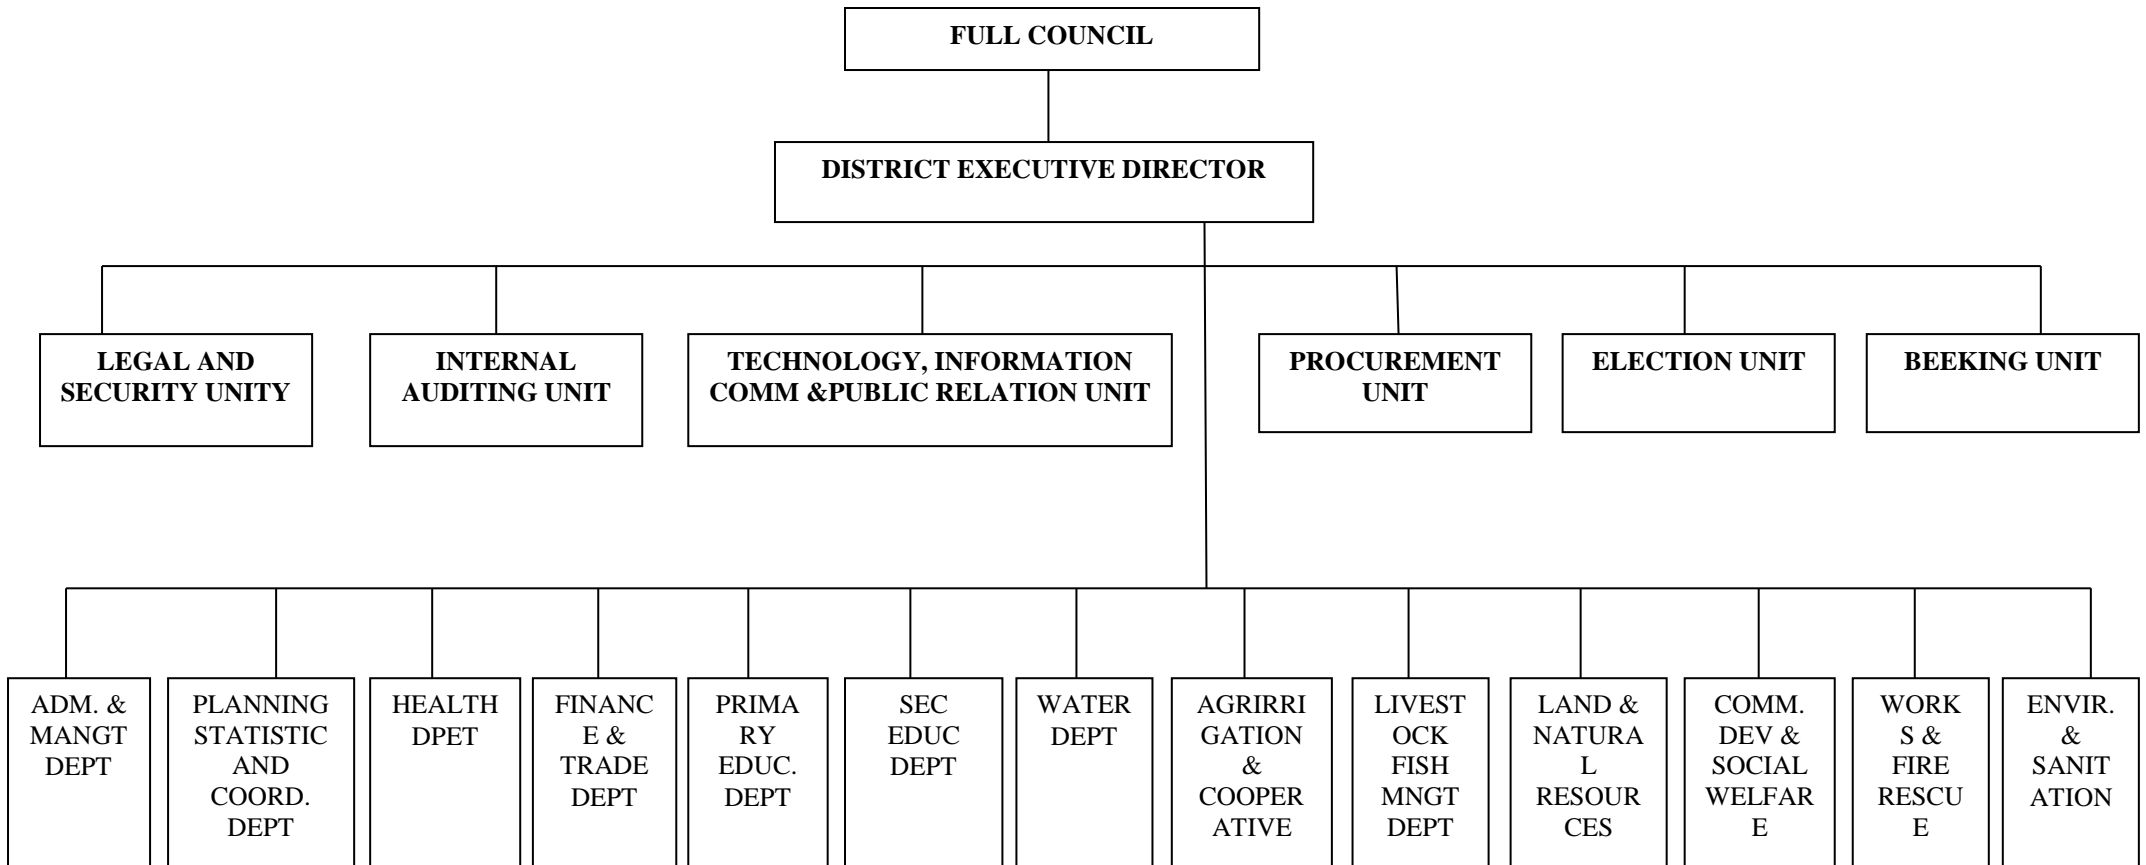 FULL COUNCIL
DISTRICT EXECUTIVE DIRECTOR
LEGAL AND
SECURITY UNITY
INTERNAL
AUDITING UNIT
TECHNOLOGY, INFORMATION
COMM &PUBLIC RELATION UNIT
PROCUREMENT
UNIT
ELECTION UNIT
BEEKING UNIT
ADM. &
MANGT
DEPT
PLANNING
STATISTIC
AND
COORD.
DEPT
HEALTH
DPET
FINANC
E &
TRADE
DEPT
PRIMA
RY
EDUC.
DEPT
SEC
EDUC
DEPT
WATER
DEPT
AGRIRRI
GATION
&
COOPER
ATIVE
LIVEST
OCK
FISH
MNGT
DEPT
LAND &
NATURA
L
RESOUR
CES
COMM.
DEV &
SOCIAL
WELFAR
E
WORK
S &
FIRE
RESCU
E
ENVIR.
&
SANIT
ATION